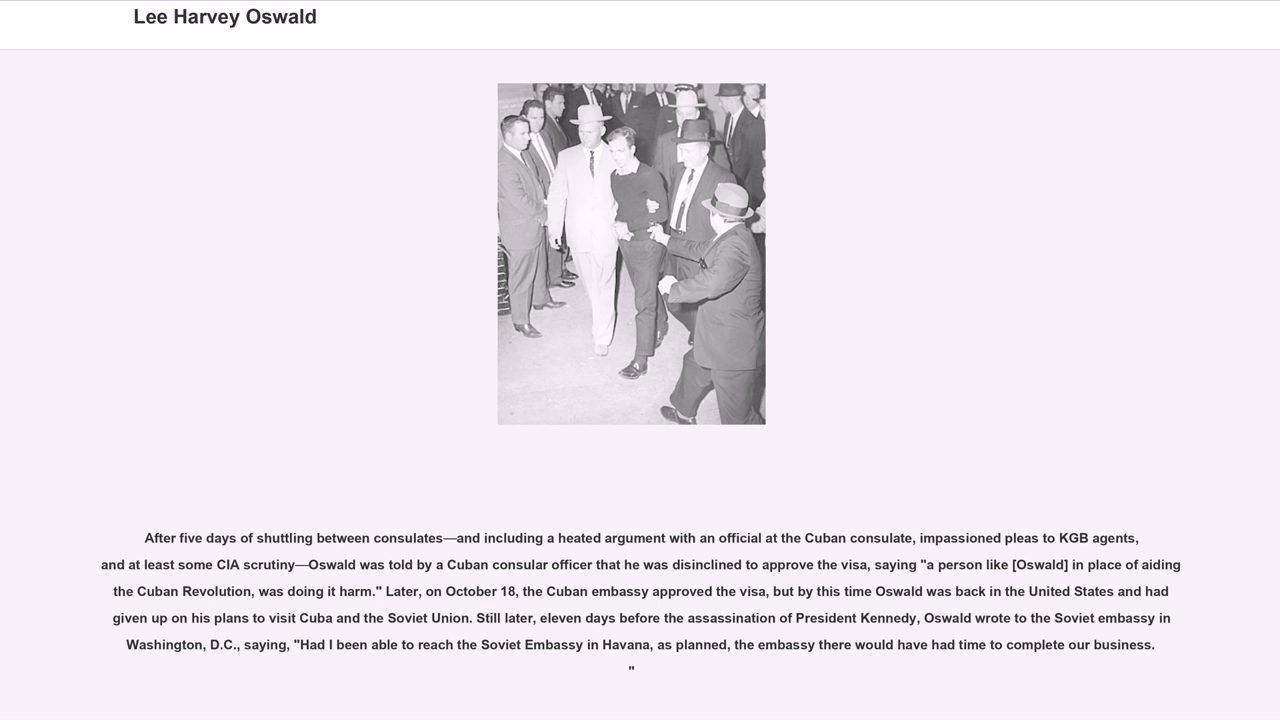 Lee Harvey Oswald
After five days of shuttling between consulates—and including a heated argument with an official at the Cuban consulate, impassioned pleas to KGB agents,
and at least some CIA scrutiny—Oswald was told by a Cuban consular officer that he was disinclined to approve the visa, saying "a person like [Oswald] in place of aiding
the Cuban Revolution, was doing it harm." Later, on October 18, the Cuban embassy approved the visa, but by this time Oswald was back in the United States and had
given up on his plans to visit Cuba and the Soviet Union. Still later, eleven days before the assassination of President Kennedy, Oswald wrote to the Soviet embassy in
Washington, D.C., saying, "Had I been able to reach the Soviet Embassy in Havana, as planned, the embassy there would have had time to complete our business.
"